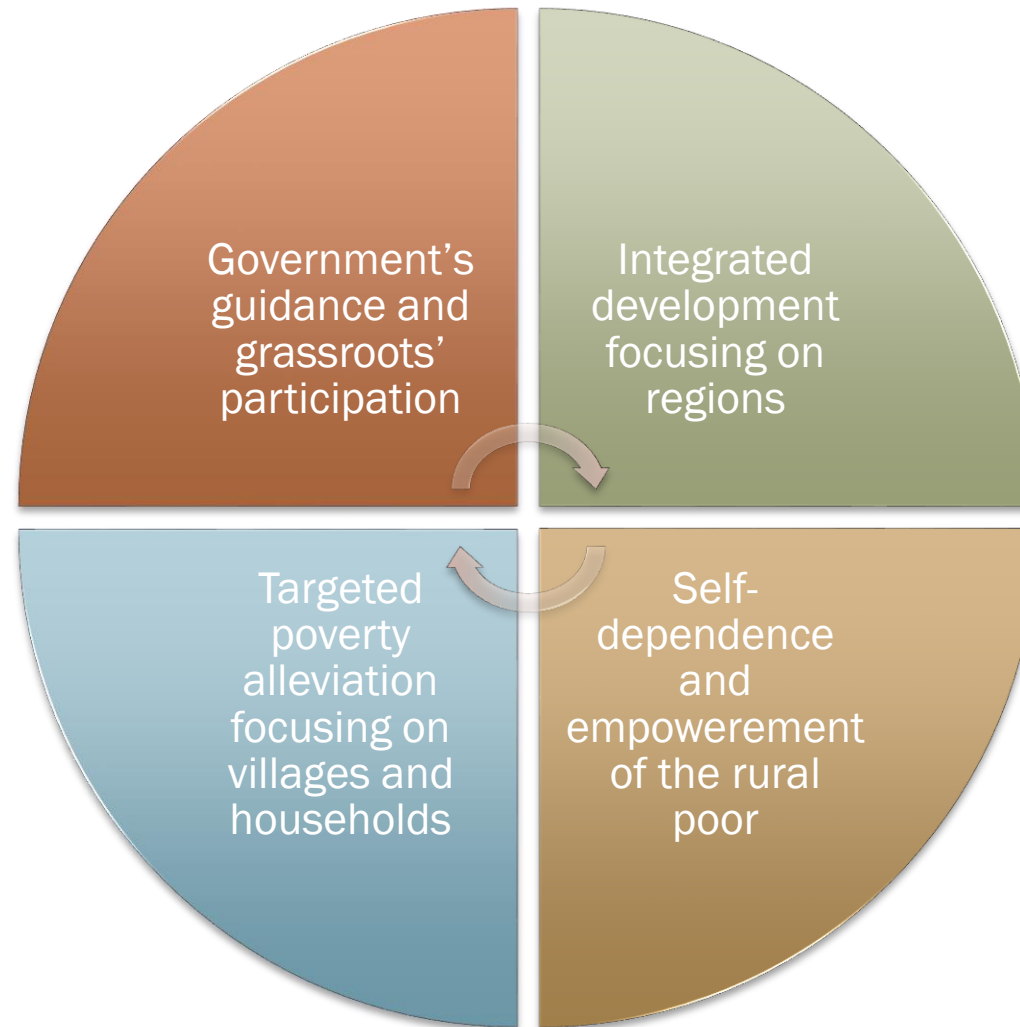 Government’s
guidance and
grassroots’
participation
Integrated
development
focusing on
regions
Targeted
poverty
alleviation
focusing on
villages and
households
Self-
dependence
and
empowerement
of the rural
poor